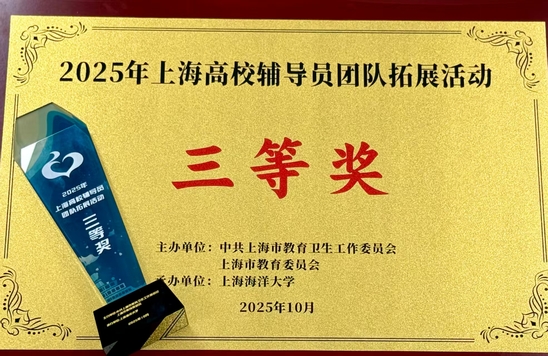 2025年上海高校辅导员团队拓展活动
三等奖
主办单位：中共上海市教育卫生工作委员会
上海市教育委员会
承办单位：上海海洋大学
2025年10月
2025年
上海高校辅导员
团队拓展活动
三等奖